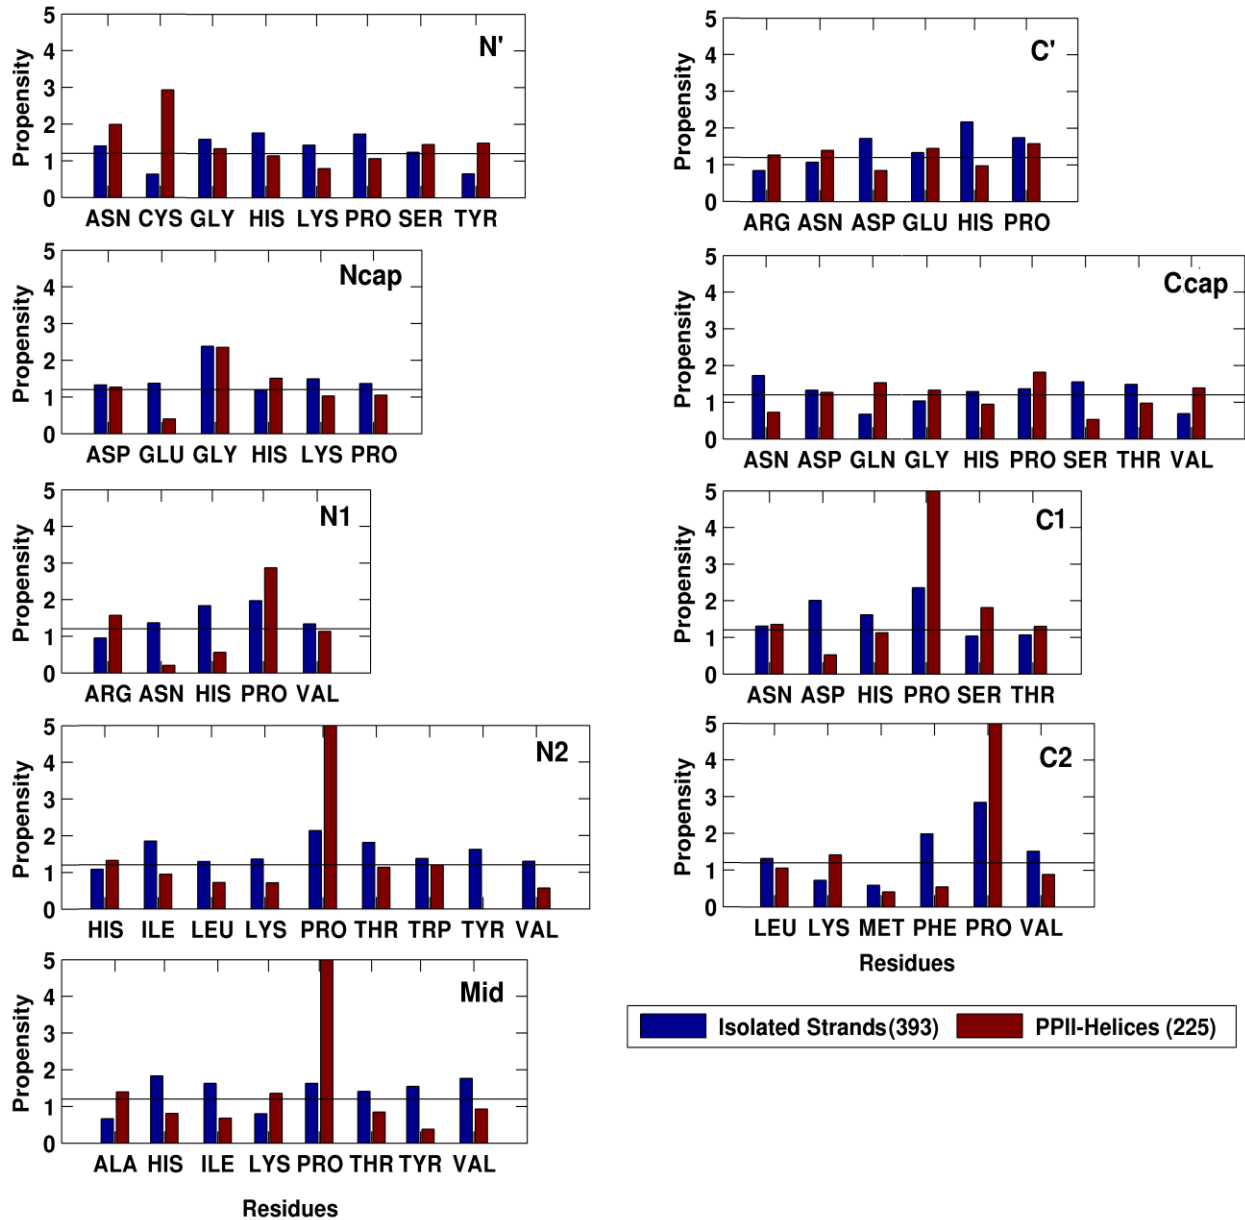 N'
Propensity
5
4
3
2
1
0
ASN CYS GLY HIS LYS PRO SER TYR
Ncap
Propensity
5
4
3
2
1
0
ASP GLU GLY HIS LYS PRO
N1
Propensity
5
4
3
2
1
0
ARG ASN HIS PRO VAL
N2
Propensity
5
4
3
2
1
0
HIS ILE LEU LYS PRO THR TRP TYR VAL
Mid
Propensity
5
4
3
2
1
0
ALA HIS ILE LYS PRO THR TYR VAL
Residues
C'
Propensity
5
4
3
2
1
0
ARG ASN ASP GLU HIS PRO
Ccap
Propensity
5
4
3
2
1
0
ASN ASP GLN GLY HIS PRO SER THR VAL
C1
Propensity
5
4
3
2
1
0
ASN ASP HIS PRO SER THR
C2
Propensity
5
4
3
2
1
0
LEU LYS MET PHE PRO VAL
Residues
Isolated Strands(393) PPII-Helices (225)